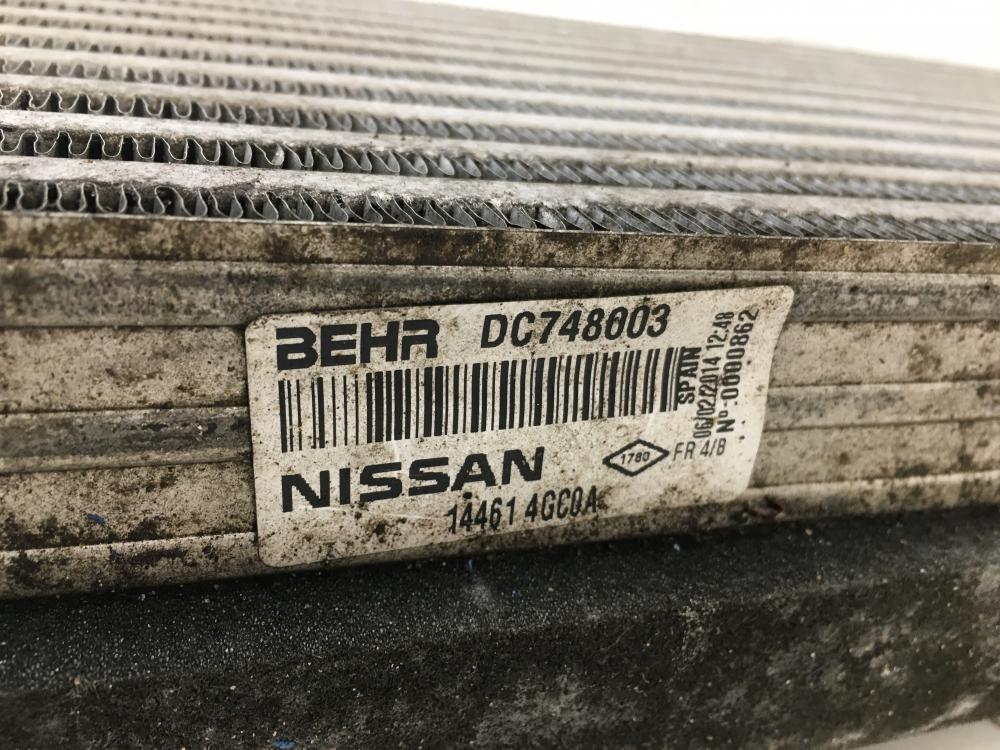 BEHR DC748003
SPAIN
06/02/2014 12:48
Nº:0000862
NISSAN
1780
FR 4/B
14461 4GC0A